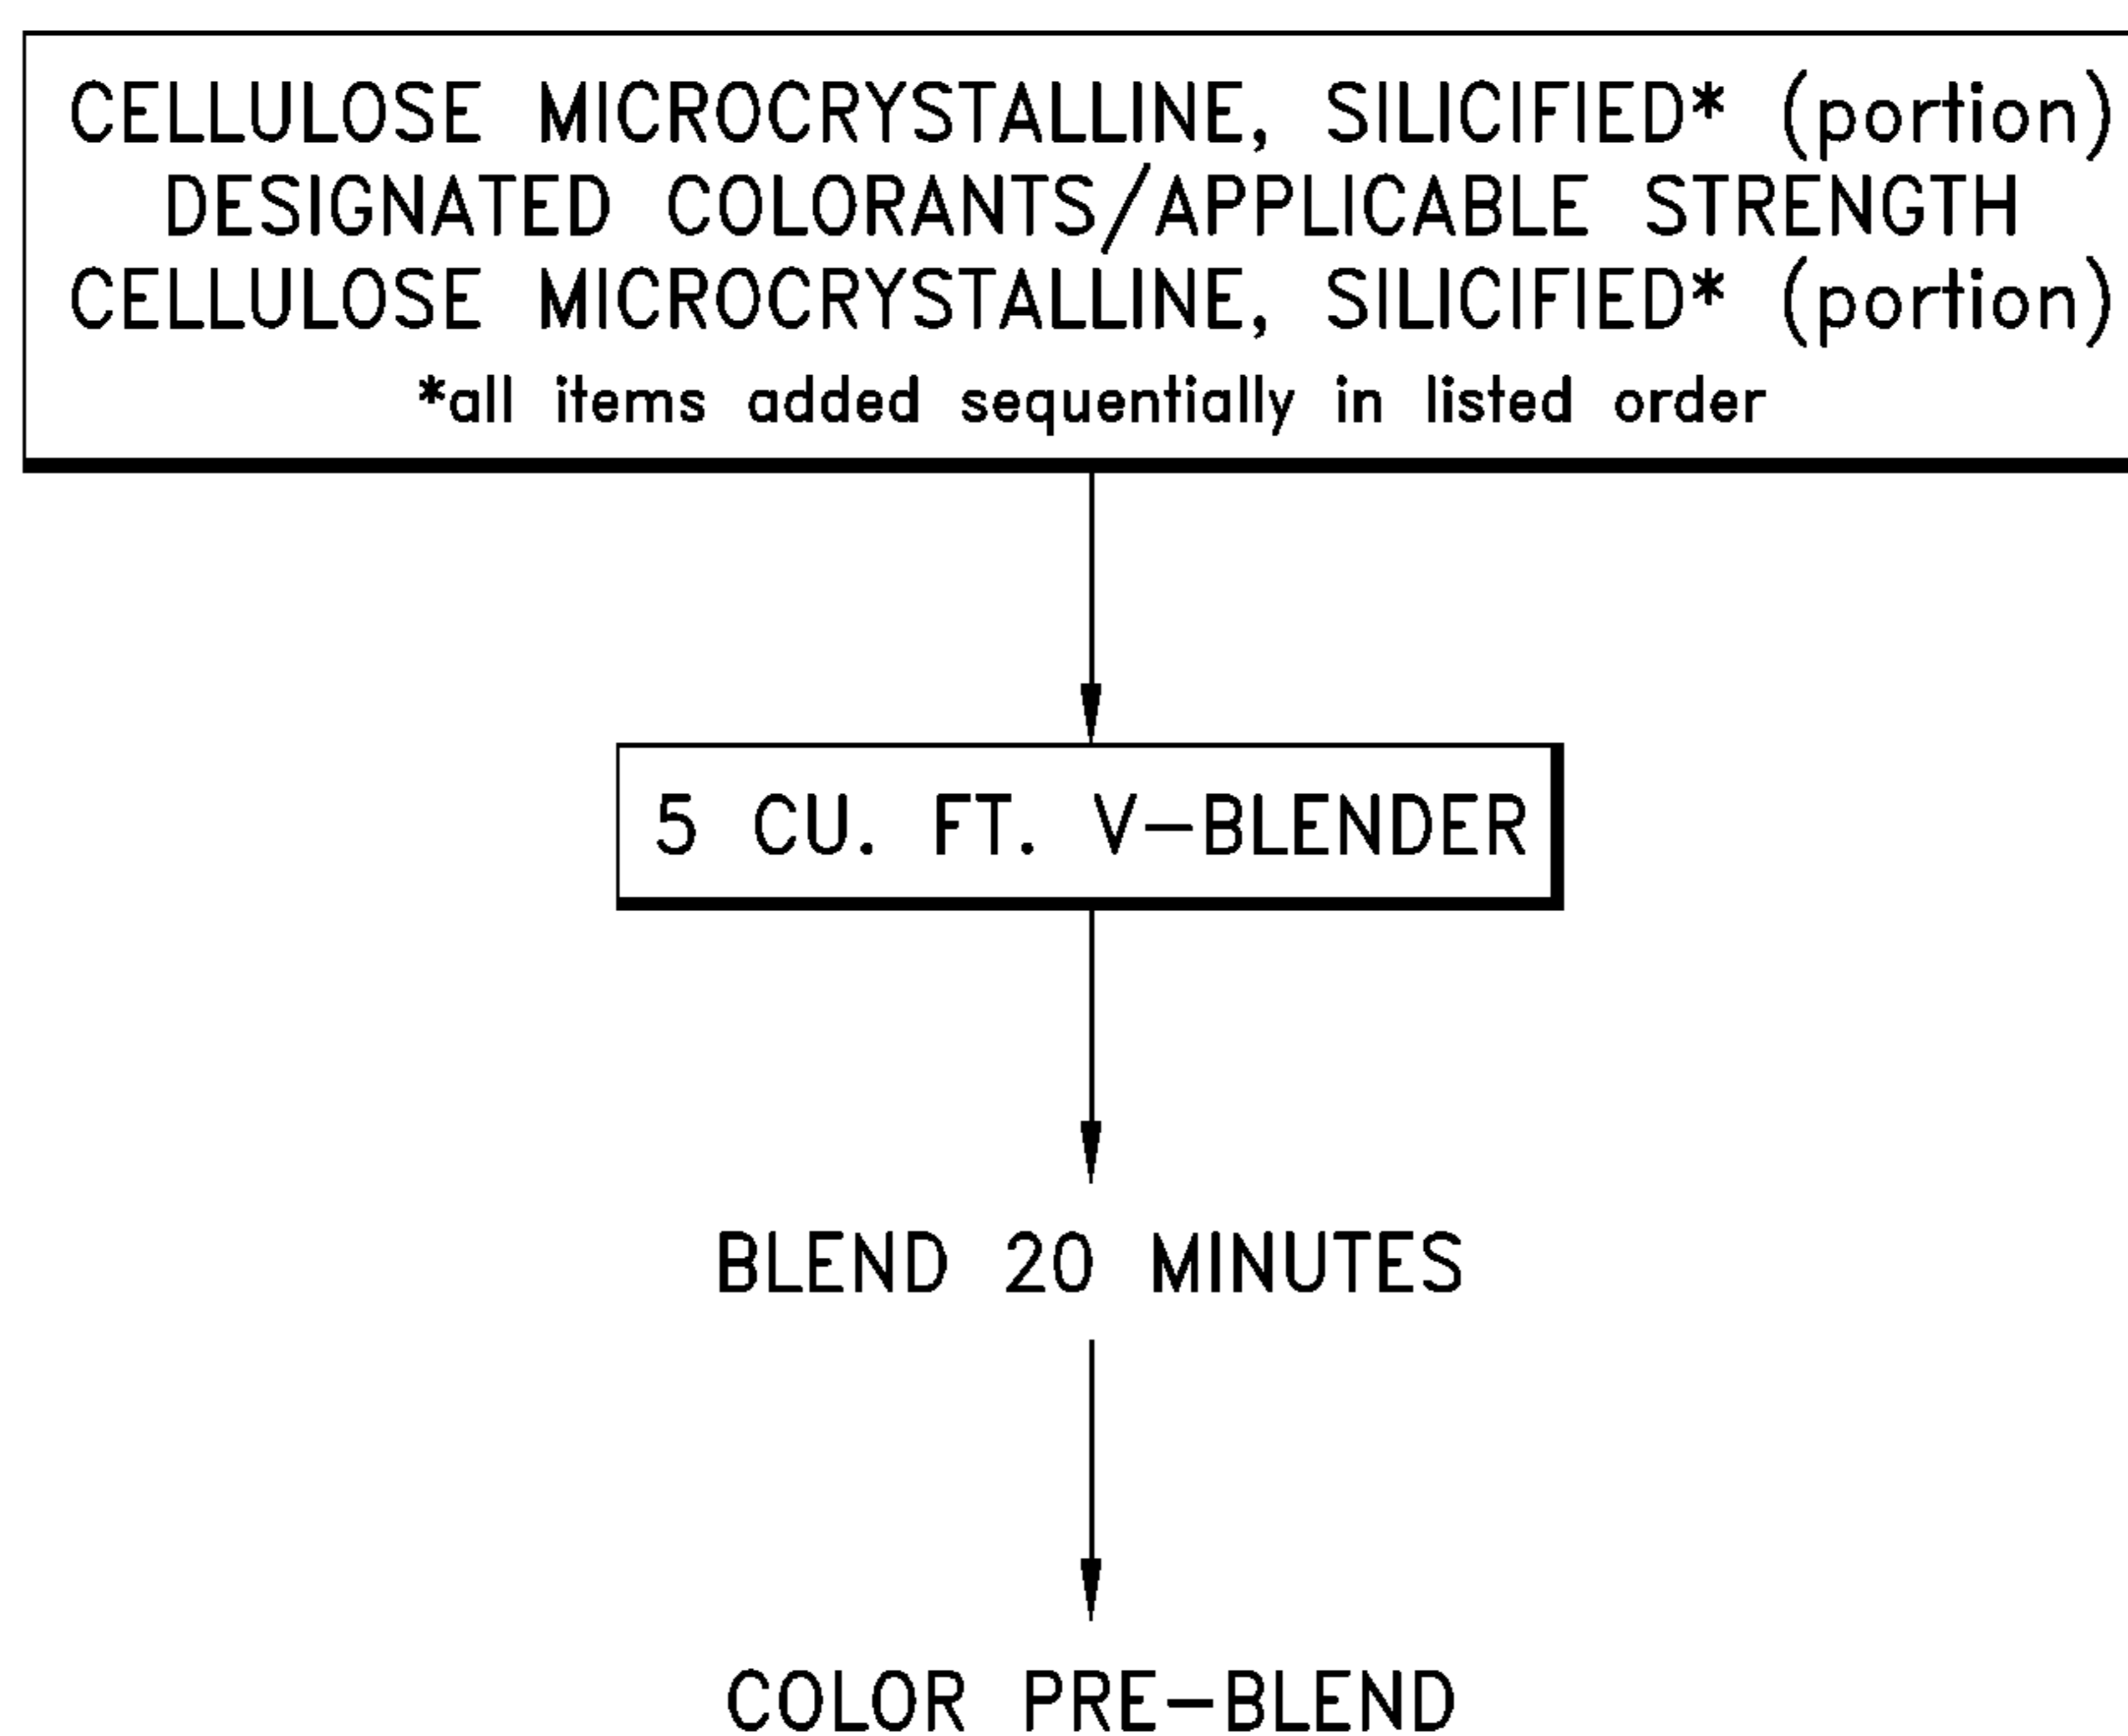 CELLULOSE MICROCRYSTALLINE, SILICIFIED* (portion)
DESIGNATED COLORANTS/APPLICABLE STRENGTH
CELLULOSE MICROCRYSTALLINE, SILICIFIED* (portion)
*all items added sequentially in listed order
5 CU. FT. V-BLENDER
BLEND 20 MINUTES
COLOR PRE-BLEND